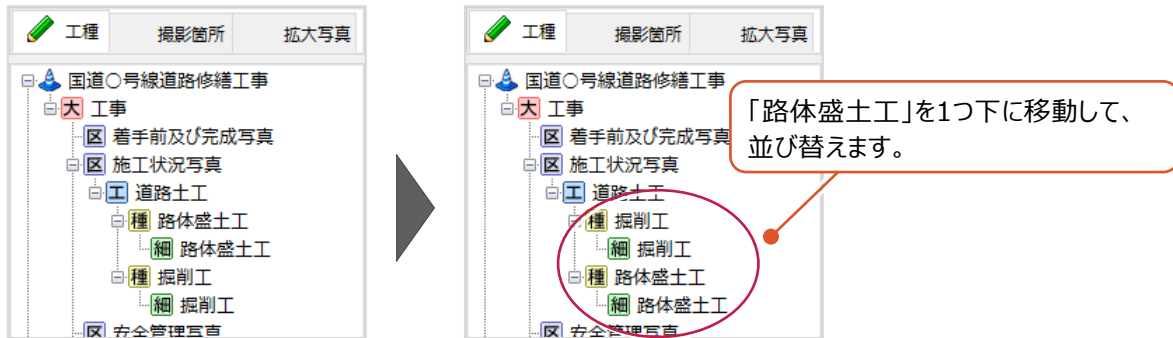 工種 撮影箇所 拡大写真
国道○号線道路修繕工事
大 工事
区 着手前及び完成写真
区 施工状況写真
工 道路土工
種 路体盛土工
細 路体盛土工
種 掘削工
細 掘削工
区 安全管理写真
工種 撮影箇所 拡大写真
国道○号線道路修繕工事
大 工事
区 着手前及び完成写真
区 施工状況写真
工 道路土工
種 掘削工
細 掘削工
種 路体盛土工
細 路体盛土工
区 安全管理写真
「路体盛土工」を1つ下に移動して、
並び替えます。